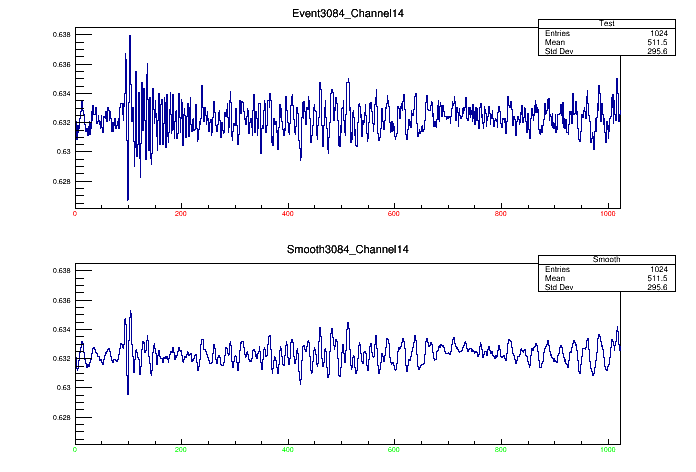 Event3084_Channel14
Test
Entries 1024
Mean 511.5
Std Dev 295.6
0.638
0.636
0.634
0.632
0.63
0.628
0 200 400 600 800 1000
Smooth3084_Channel14
Smooth
Entries 1024
Mean 511.5
Std Dev 295.6
0.638
0.636
0.634
0.632
0.63
0.628
0 200 400 600 800 1000